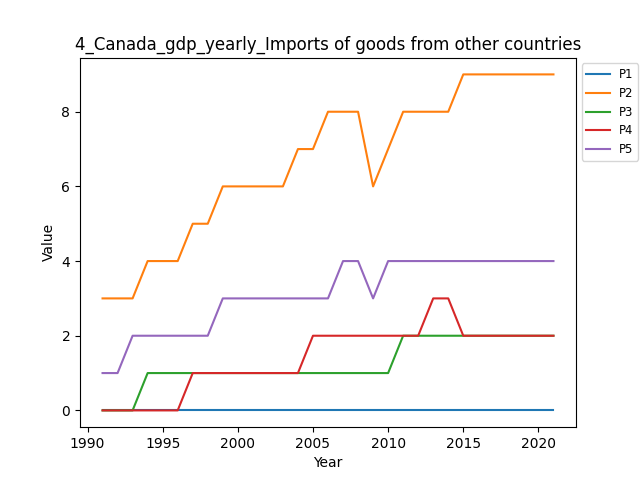 4_Canada_gdp_yearly_Imports of goods from other countries
P1
P2
P3
P4
P5
8
6
4
2
0
Value
1990 1995 2000 2005 2010 2015 2020
Year